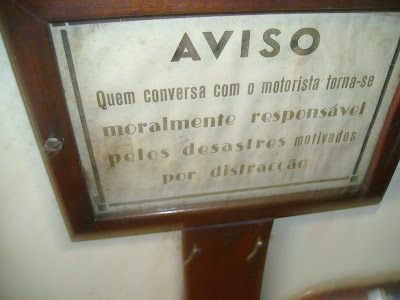 AVISO
Quem conversa com o motorista torna-se
moralmente responsável
pelos desastres motivados
por distracção